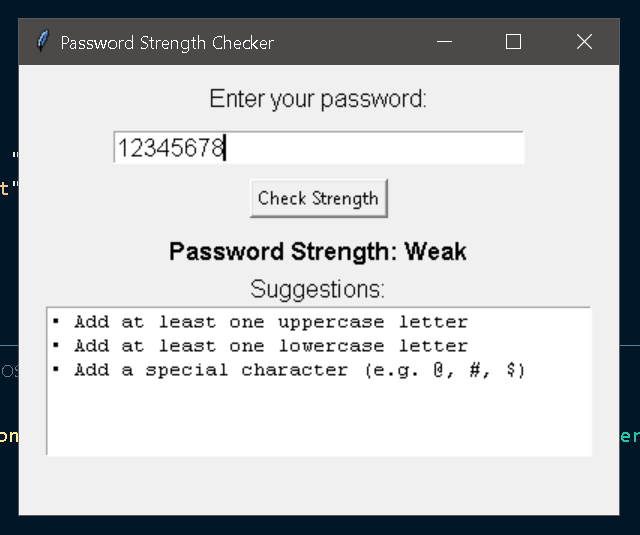 Password Strength Checker
Enter your password:
12345678
Check Strength
Password Strength: Weak
Suggestions:
• Add at least one uppercase letter
• Add at least one lowercase letter
• Add a special character (e.g. @, #, $)